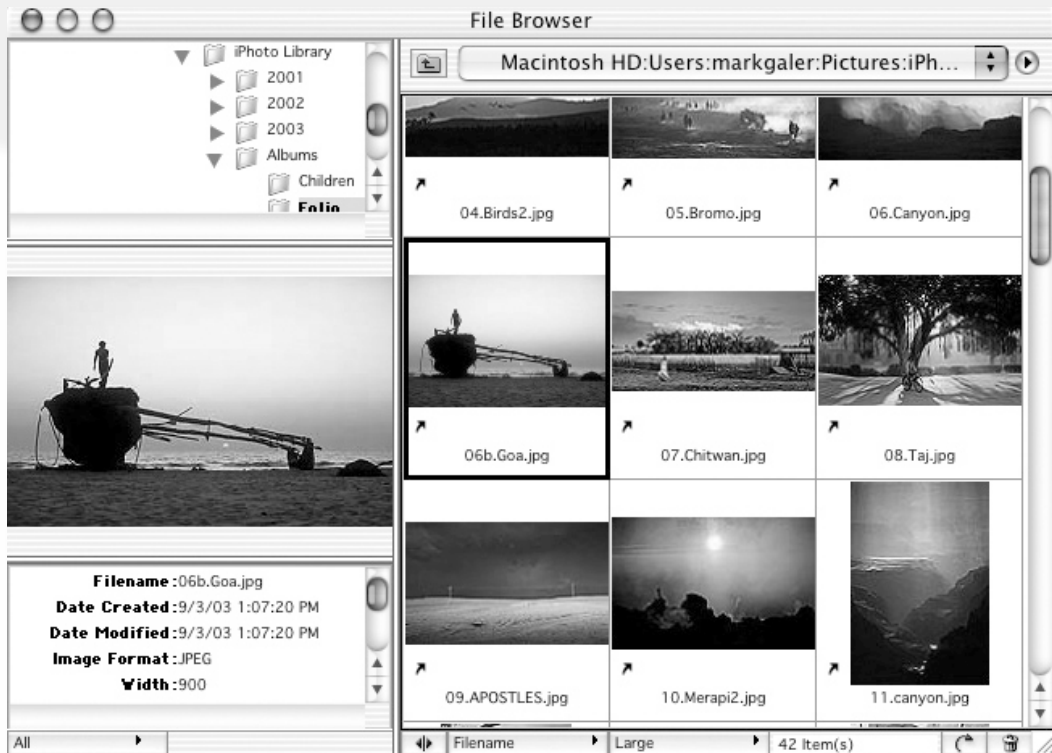 File Browser
iPhoto Library
2001
2002
2003
Albums
Children
Folio
Macintosh HD:Users:markgaler:Pictures:iPh...
04.Birds2.jpg
05.Bromo.jpg
06.Canyon.jpg
06b.Goa.jpg
07.Chitwan.jpg
08.Taj.jpg
09.APOSTLES.jpg
10.Merapi2.jpg
11.canyon.jpg
Filename :06b.Goa.jpg
Date Created :9/3/03 1:07:20 PM
Date Modified :9/3/03 1:07:20 PM
Image Format :JPEG
Width :900
All
Filename
Large
42 Item(s)